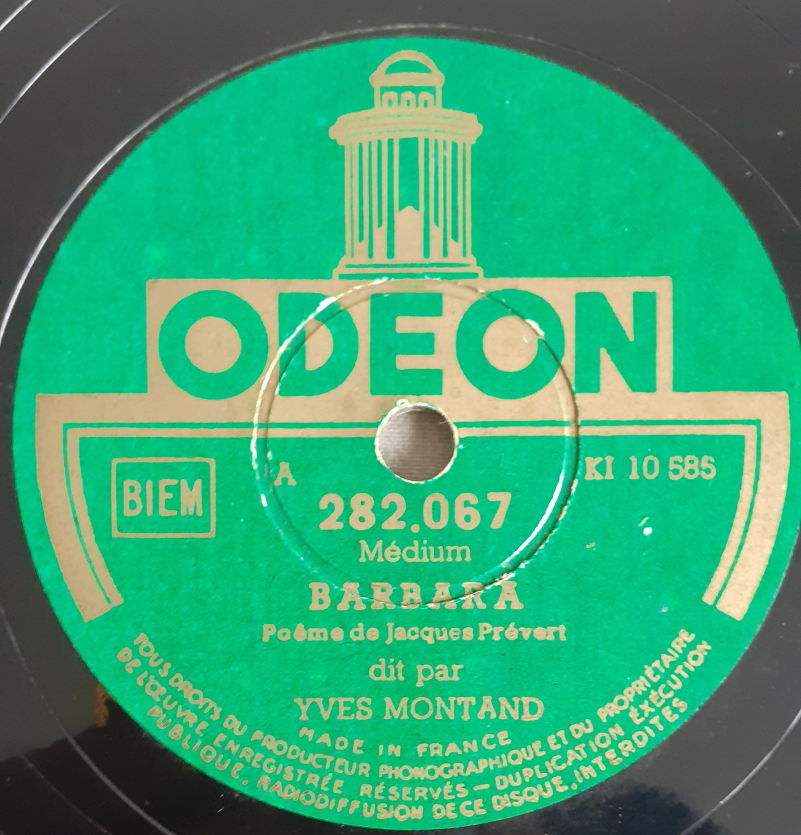 ODEON
BIEM
A
KI 10 585
282.067
Médium
BARBARA
Poême de Jacques Prévert
dit par
YVES MONTAND
MADE IN FRANCE
TOUS DROITS DU PRODUCTEUR PHONOGRAPHIQUE ET DU PROPRIÉTAIRE
DE L'ŒUVRE ENREGISTRÉE RÉSERVÉS — DUPLICATION EXÉCUTION
PUBLIQUE, RADIODIFFUSION DE CE DISQUE, INTERDITES